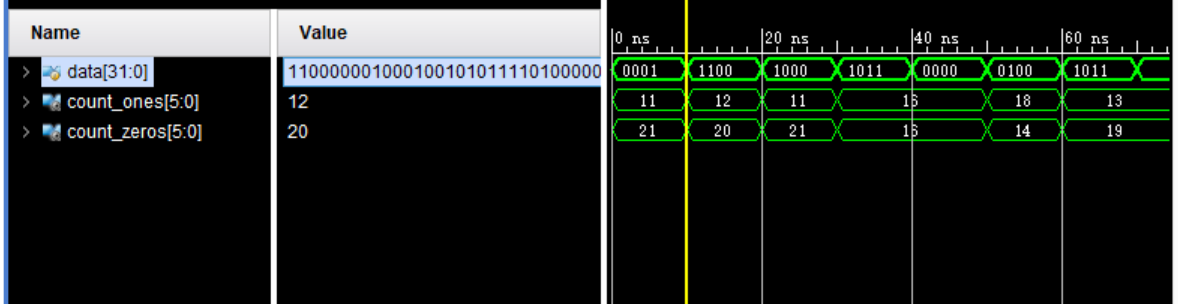 Name Value
0 ns 20 ns 40 ns 60 ns
data[31:0] 110000001000100101011110100000 0001 1100 1000 1011 0000 0100 1011
count_ones[5:0] 12 11 12 11 16 18 13
count_zeros[5:0] 20 21 20 21 16 14 19